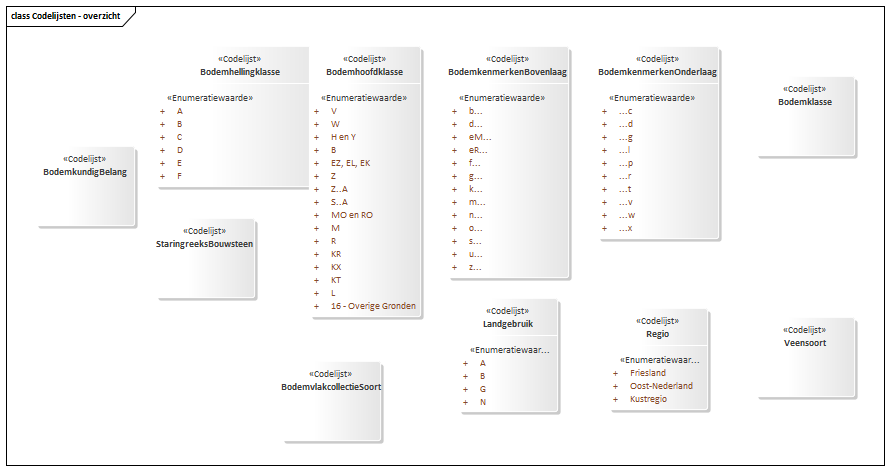 class Codelijsten - overzicht
«Codelijst»
Bodemhellingklasse
«Enumeratiewaarde»
+ A
+ B
+ C
+ D
+ E
+ F
«Codelijst»
Bodemhoofdklasse
«Enumeratiewaarde»
+ V
+ W
+ H en Y
+ B
+ EZ, EL, EK
+ Z
+ Z..A
+ S..A
+ MO en RO
+ M
+ R
+ KR
+ KX
+ KT
+ L
+ 16 - Overige Gronden
«Codelijst»
BodemkenmerkenBovenlaag
«Enumeratiewaarde»
+ b...
+ d...
+ eM...
+ eR...
+ f...
+ g...
+ k...
+ m...
+ n...
+ o...
+ s...
+ u...
+ z...
«Codelijst»
BodemkenmerkenOnderlaag
«Enumeratiewaarde»
+ ...c
+ ...d
+ ...g
+ ...l
+ ...p
+ ...r
+ ...t
+ ...v
+ ...w
+ ...x
«Codelijst»
Bodemklasse
«Codelijst»
BodemkundigBelang
«Codelijst»
StaringreeksBouwsteen
«Codelijst»
BodemvlakcollectieSoort
«Codelijst»
Landgebruik
«Enumeratiewaar...
+ A
+ B
+ G
+ N
«Codelijst»
Regio
«Enumeratiewaar...
+ Friesland
+ Oost-Nederland
+ Kustregio
«Codelijst»
Veensoort